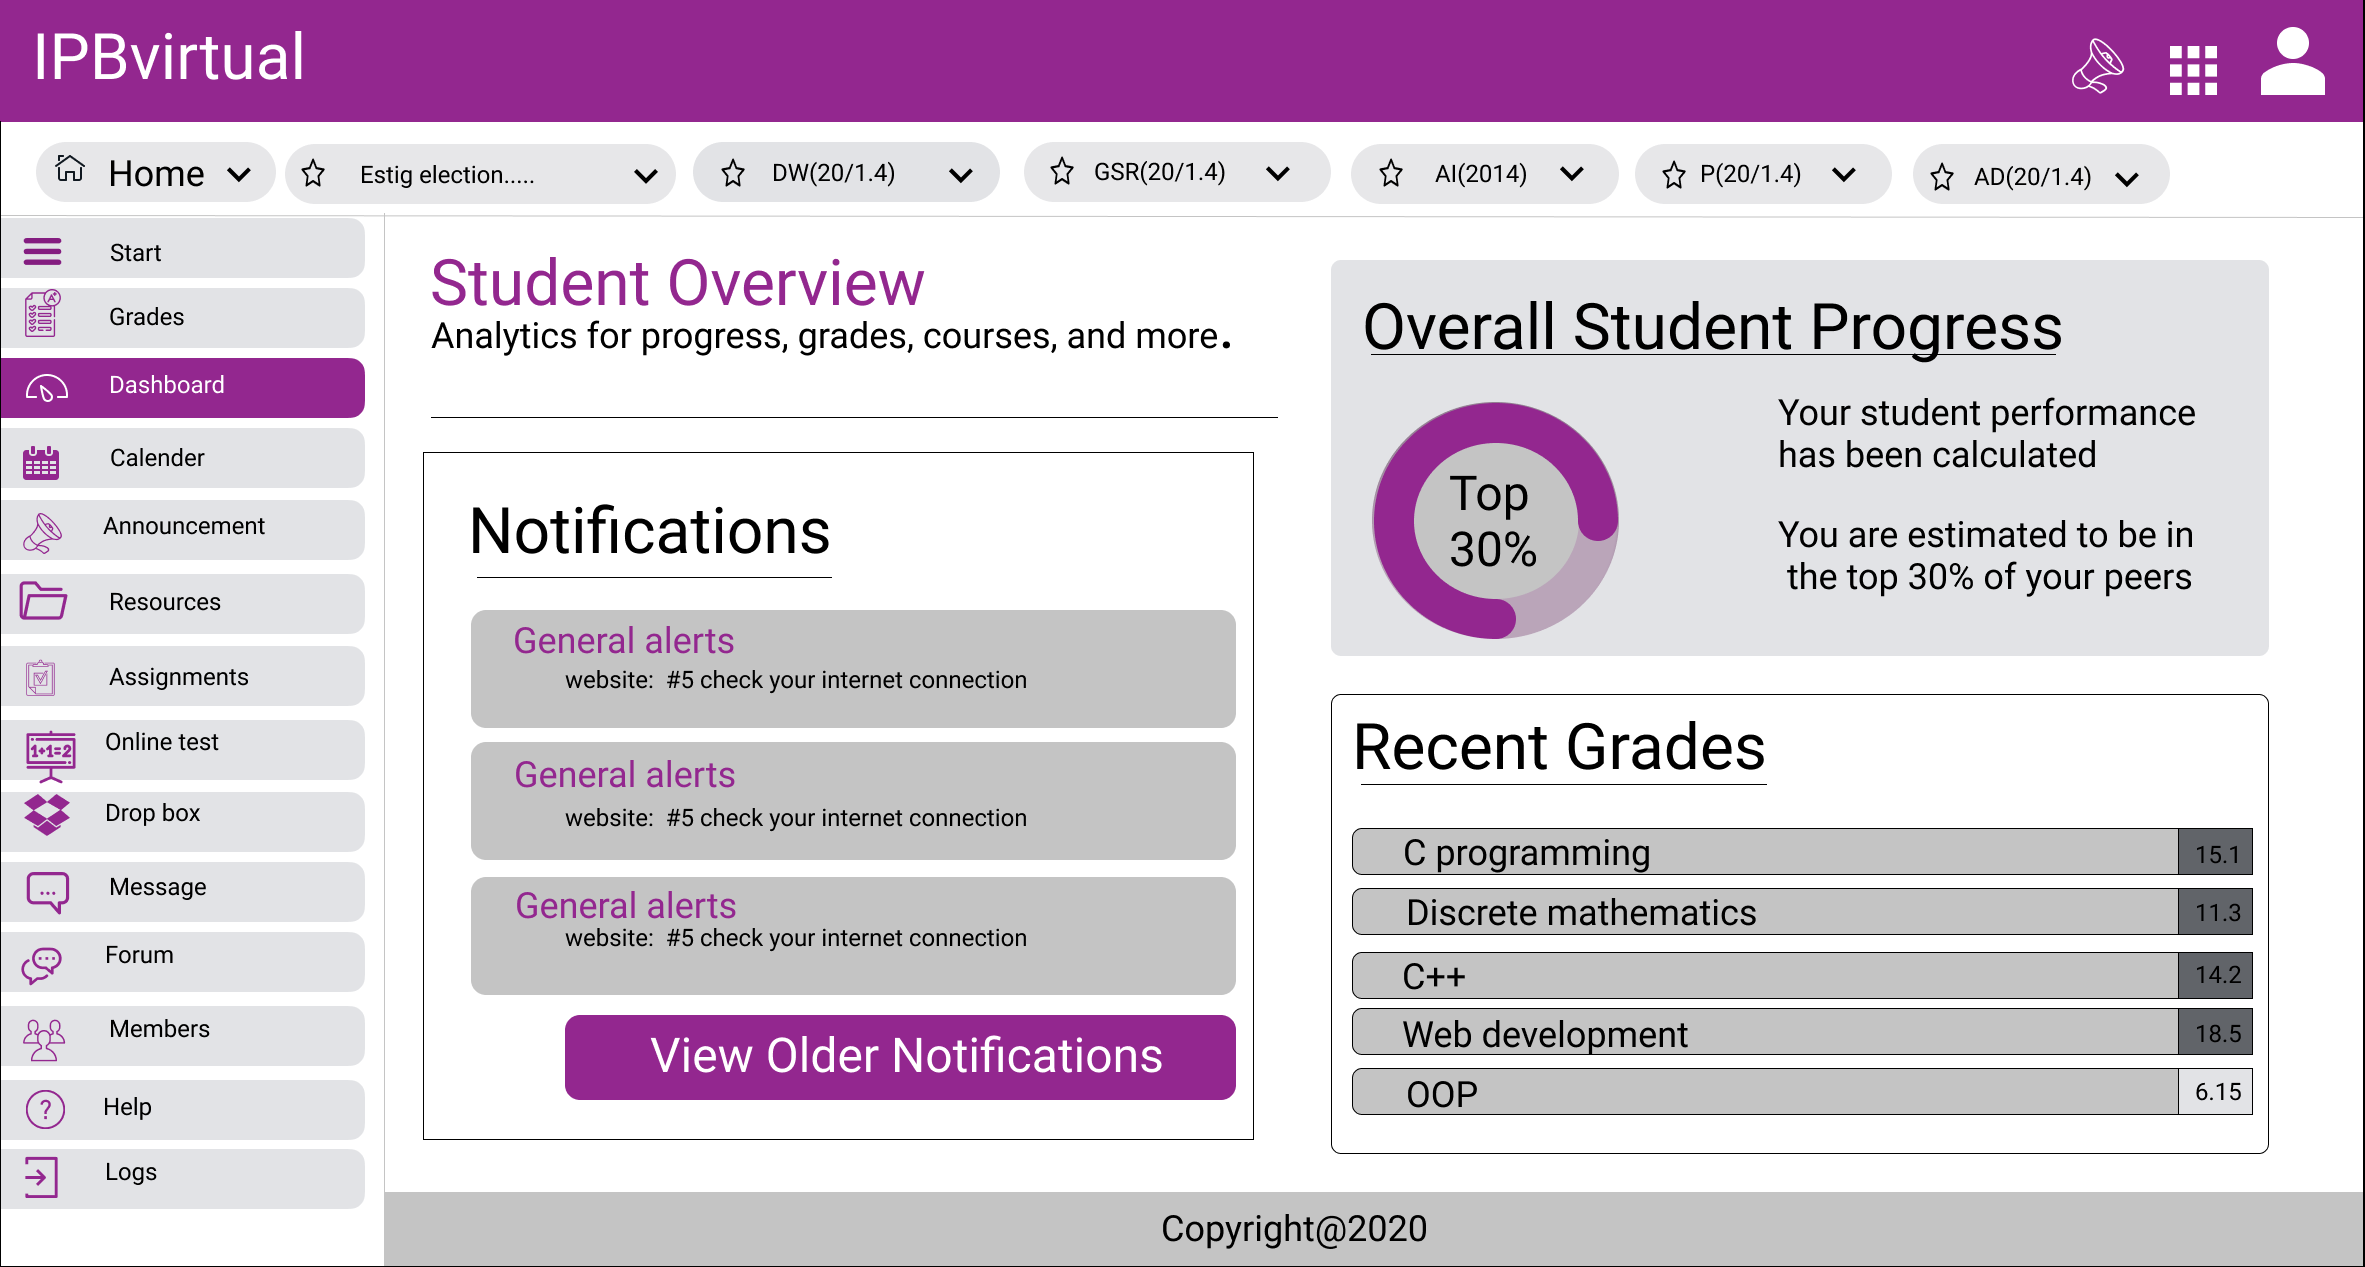 IPBvirtual
Home
Estig election.....
DW(20/1.4)
GSR(20/1.4)
AI(2014)
P(20/1.4)
AD(20/1.4)
Start
Grades
Dashboard
Calender
Announcement
Resources
Assignments
1+1=2
Online test
Drop box
Message
Forum
Members
Help
Logs
Student Overview
Analytics for progress, grades, courses, and more.
Notifications
General alerts
website:  #5 check your internet connection
General alerts
website:  #5 check your internet connection
General alerts
website:  #5 check your internet connection
View Older Notifications
Overall Student Progress
Top
30%
Your student performance
has been calculated
You are estimated to be in
the top 30% of your peers
Recent Grades
C programming 15.1
Discrete mathematics 11.3
C++ 14.2
Web development 18.5
OOP 6.15
Copyright@2020